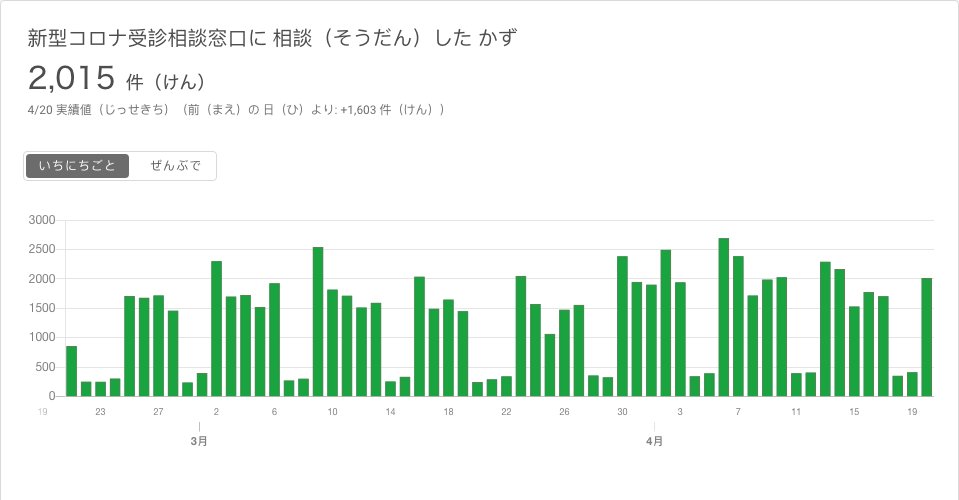 新型コロナ受診相談窓口に 相談（そうだん）した かず
2,015 件（けん）
4/20 実績値（じっせきち）（前（まえ）の 日（ひ）より: +1,603 件（けん））
いちにちごと ぜんぶで
3000
2500
2000
1500
1000
500
0
19 23 27 2 6 10 14 18 22 26 30 3 7 11 15 19
3月 4月